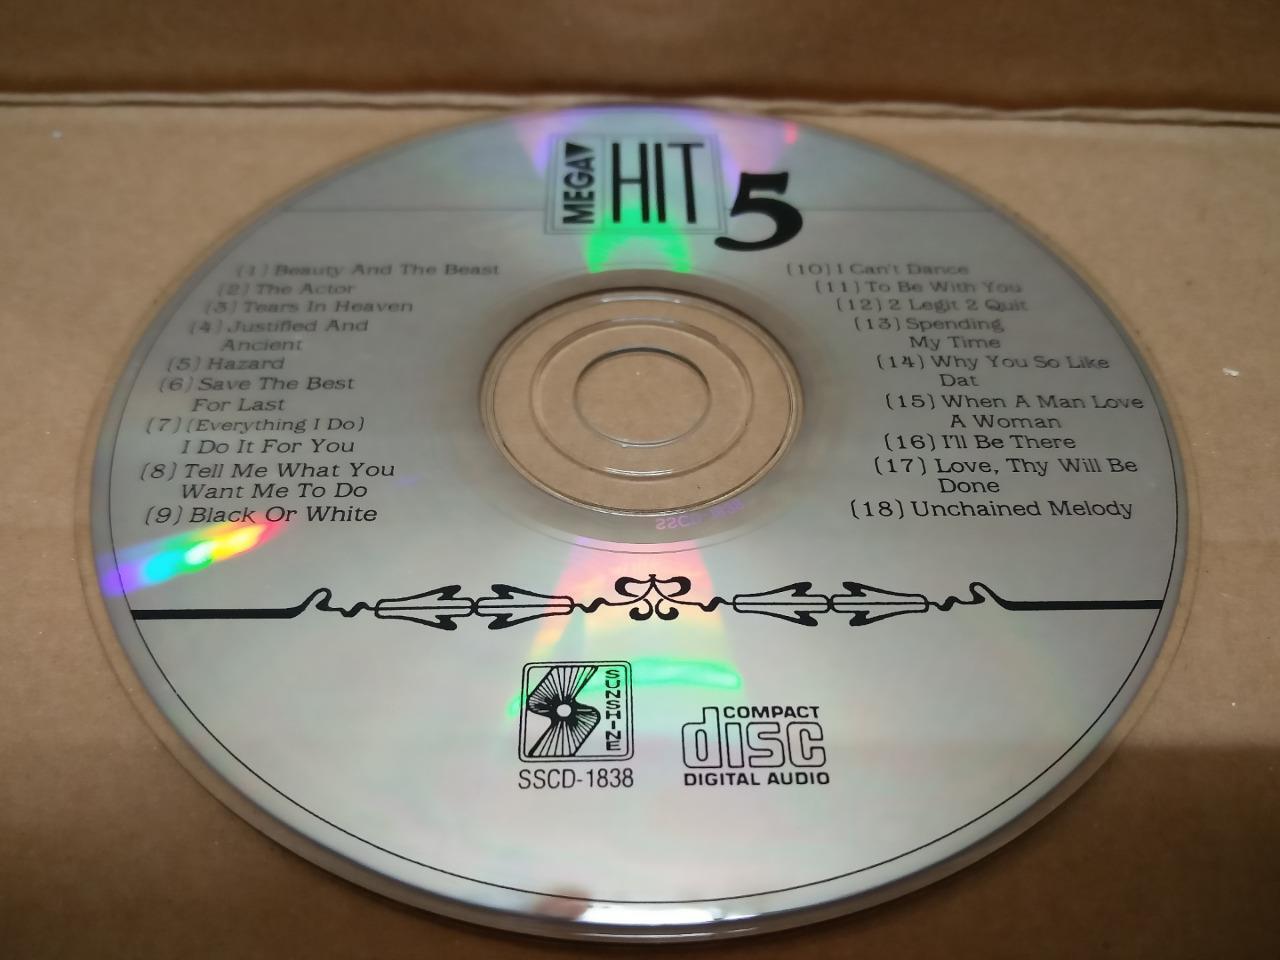 MEGA HIT 5
(1) Beauty And The Beast
(2) The Actor
(3) Tears In Heaven
(4) Justified And
Ancient
(5) Hazard
(6) Save The Best
For Last
(7) (Everything I Do)
I Do It For You
(8) Tell Me What You
Want Me To Do
(9) Black Or White
(10) I Can't Dance
(11) To Be With You
(12) 2 Legit 2 Quit
(13) Spending
My Time
(14) Why You So Like
Dat
(15) When A Man Love
A Woman
(16) I'll Be There
(17) Love, Thy Will Be
Done
(18) Unchained Melody
SSCD-1838
SUNSHINE
SSCD-1838
COMPACT
disc
DIGITAL AUDIO